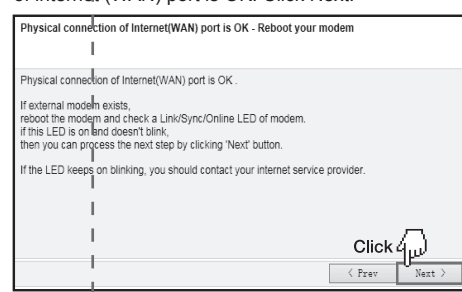 of Internet (WAN) port is OK. Click Next.
Physical connection of Internet(WAN) port is OK - Reboot your modem
Physical connection of Internet(WAN) port is OK .
If external modem exists,
reboot the modem and check a Link/Sync/Online LED of modem.
if this LED is on and doesn't blink,
then you can process the next step by clicking 'Next' button.
If the LED keeps on blinking, you should contact your internet service provider.
Click
< Prev Next >